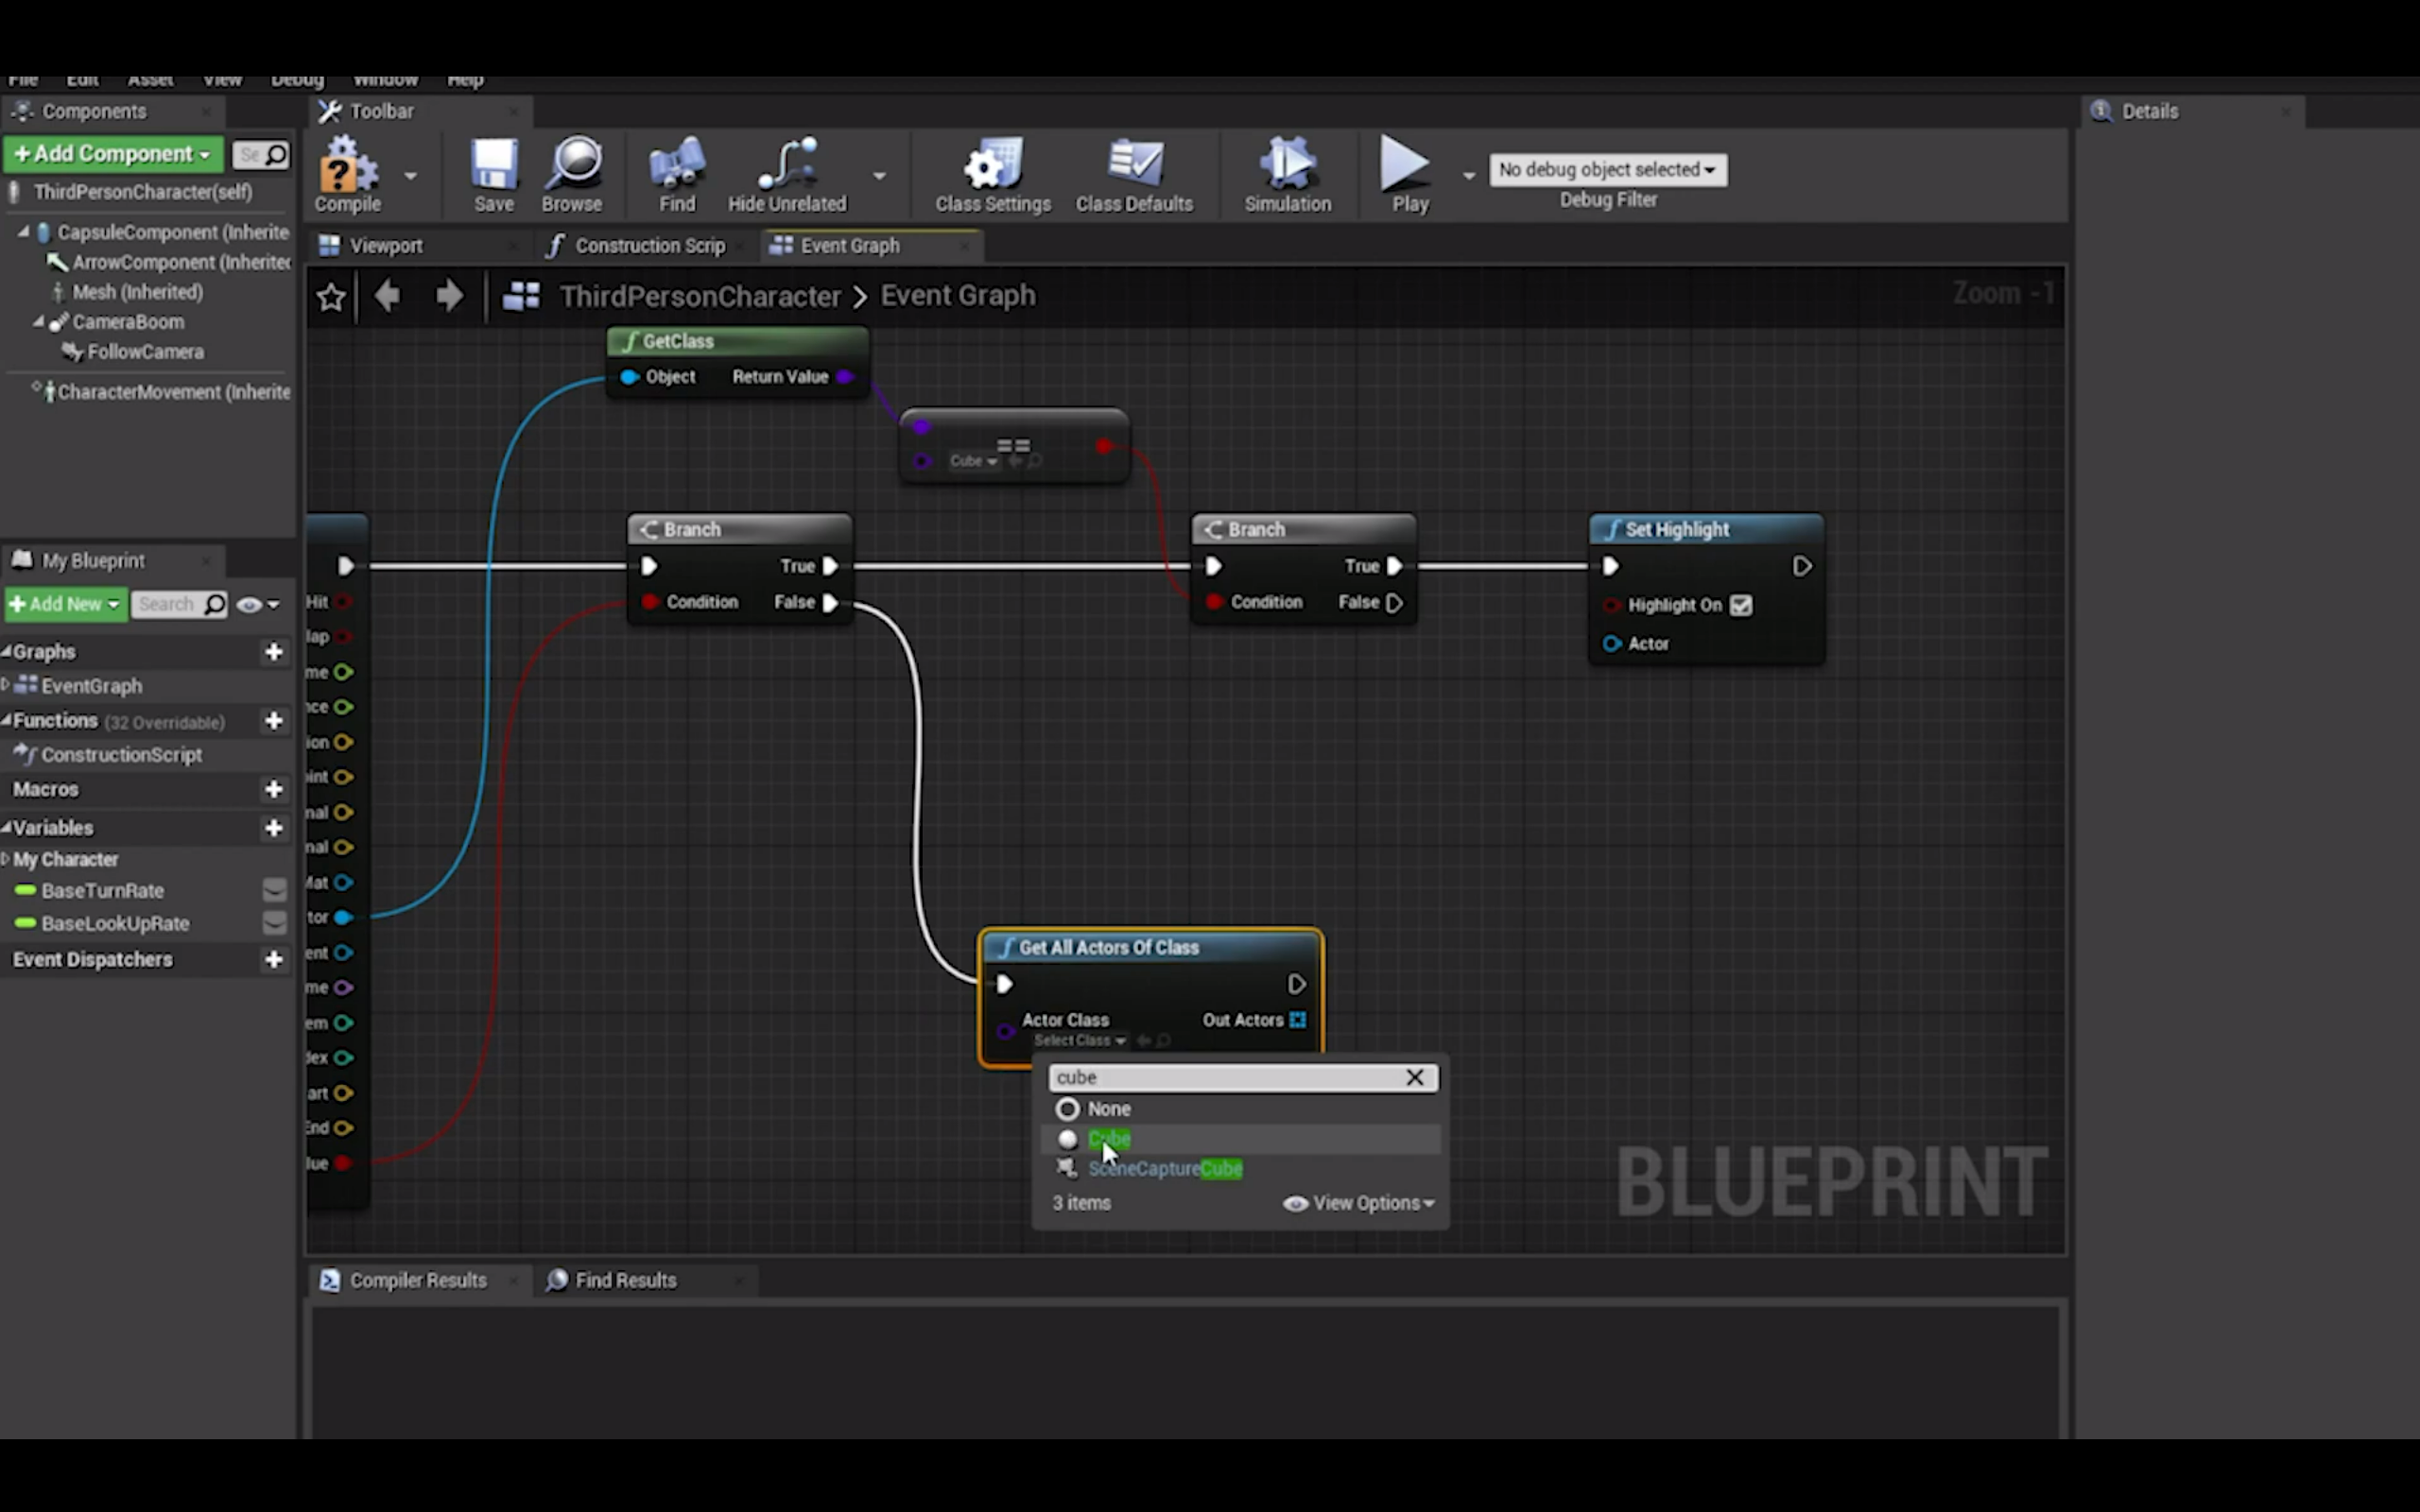 File Edit Asset View Debug Window Help
Components
Toolbar
Details
+Add Component
Se
ThirdPersonCharacter(self)
CapsuleComponent (Inherite
ArrowComponent (Inherited
Mesh (Inherited)
CameraBoom
FollowCamera
CharacterMovement (Inherite
Compile
Save
Browse
Find
Hide Unrelated
Class Settings
Class Defaults
Simulation
Play
No debug object selected
Debug Filter
Viewport
Construction Scrip
Event Graph
ThirdPersonCharacter > Event Graph
Zoom -1
GetClass
Object Return Value
==
Cube
Branch
True
Condition False
Branch
True
Condition False
Set Highlight
Highlight On
Actor
Hit
lap
me
nce
ion
oint
nal
nal
Mat
tor
ent
me
em
dex
art
End
lue
My Blueprint
+Add New
Search
Graphs
EventGraph
Functions (32 Overridable)
ConstructionScript
Macros
Variables
My Character
BaseTurnRate
BaseLookUpRate
Event Dispatchers
Get All Actors Of Class
Actor Class Out Actors
Select Class
cube
None
Cube
SceneCaptureCube
3 items View Options
BLUEPRINT
Compiler Results
Find Results